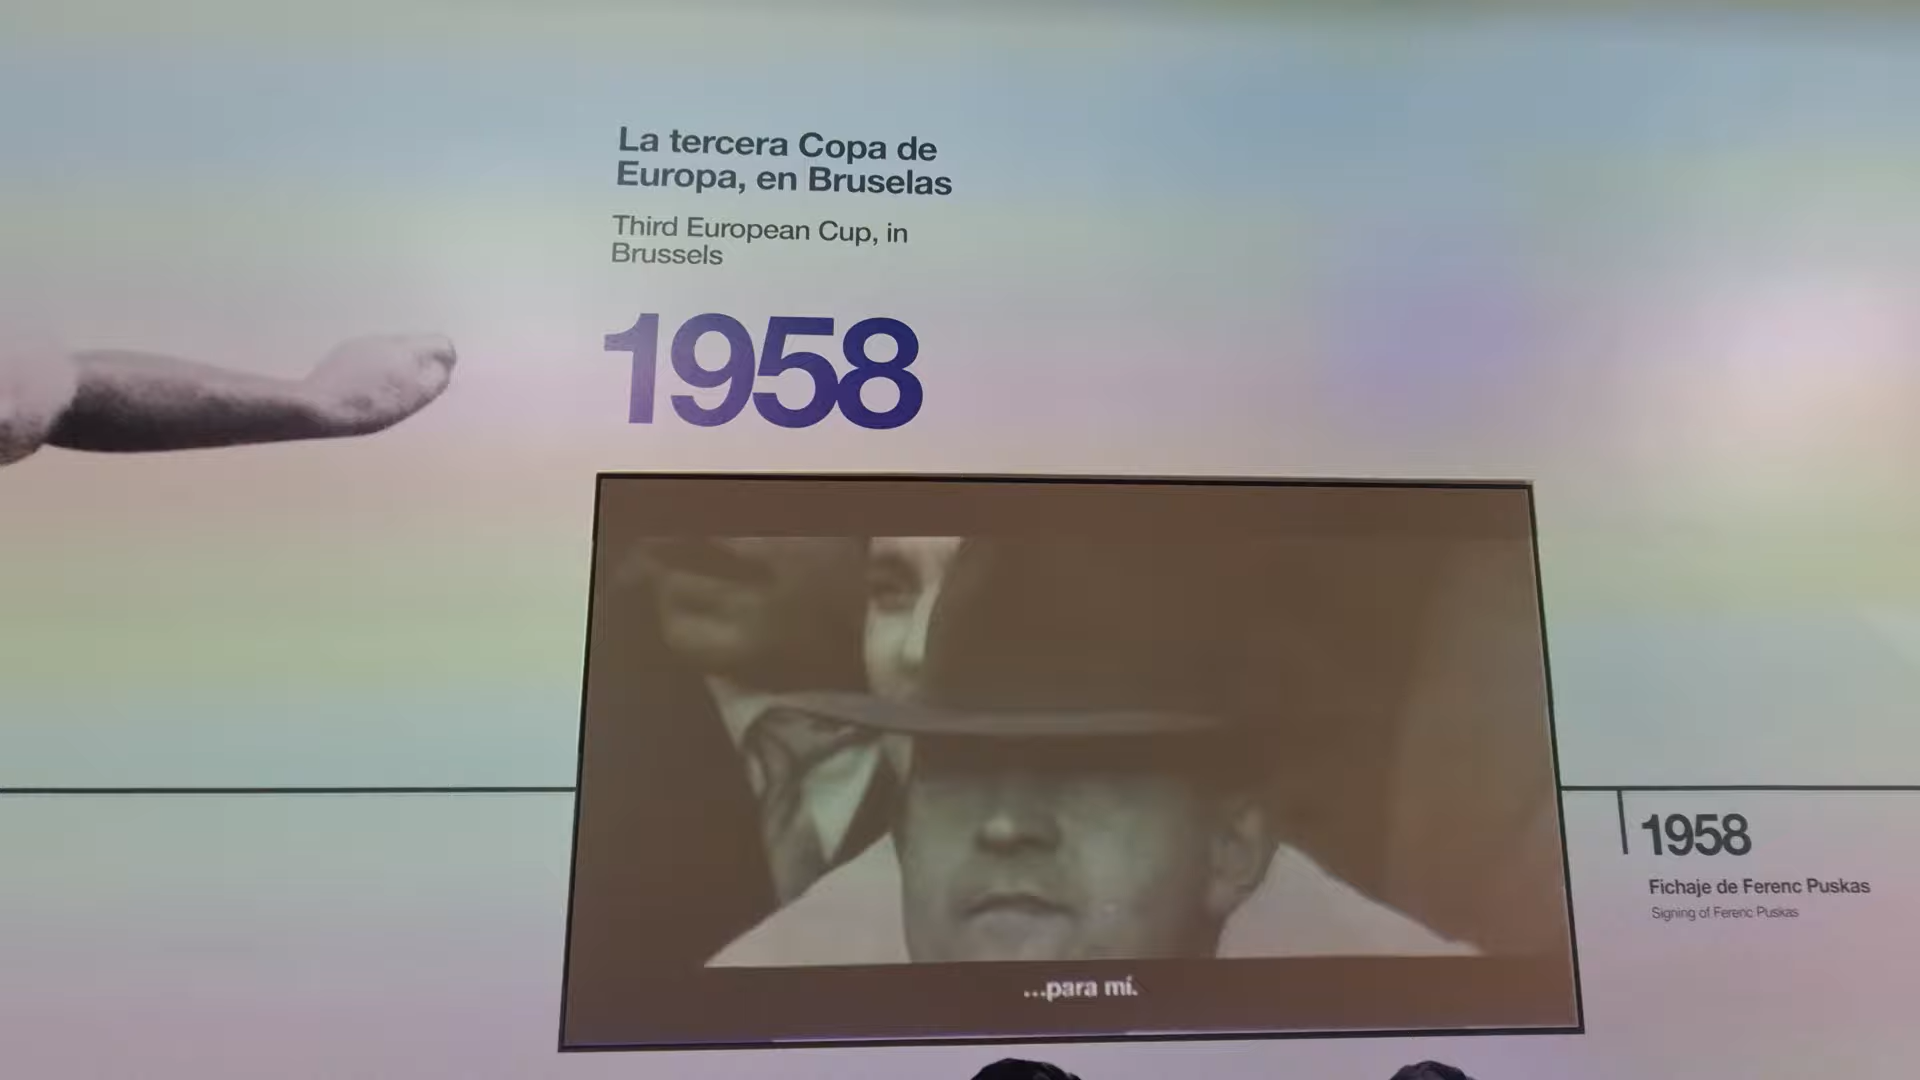 La tercera Copa de
Europa, en Bruselas
Third European Cup, in
Brussels
1958
...para mí.
1958
Fichaje de Ferenc Puskas
Signing of Ferenc Puskas